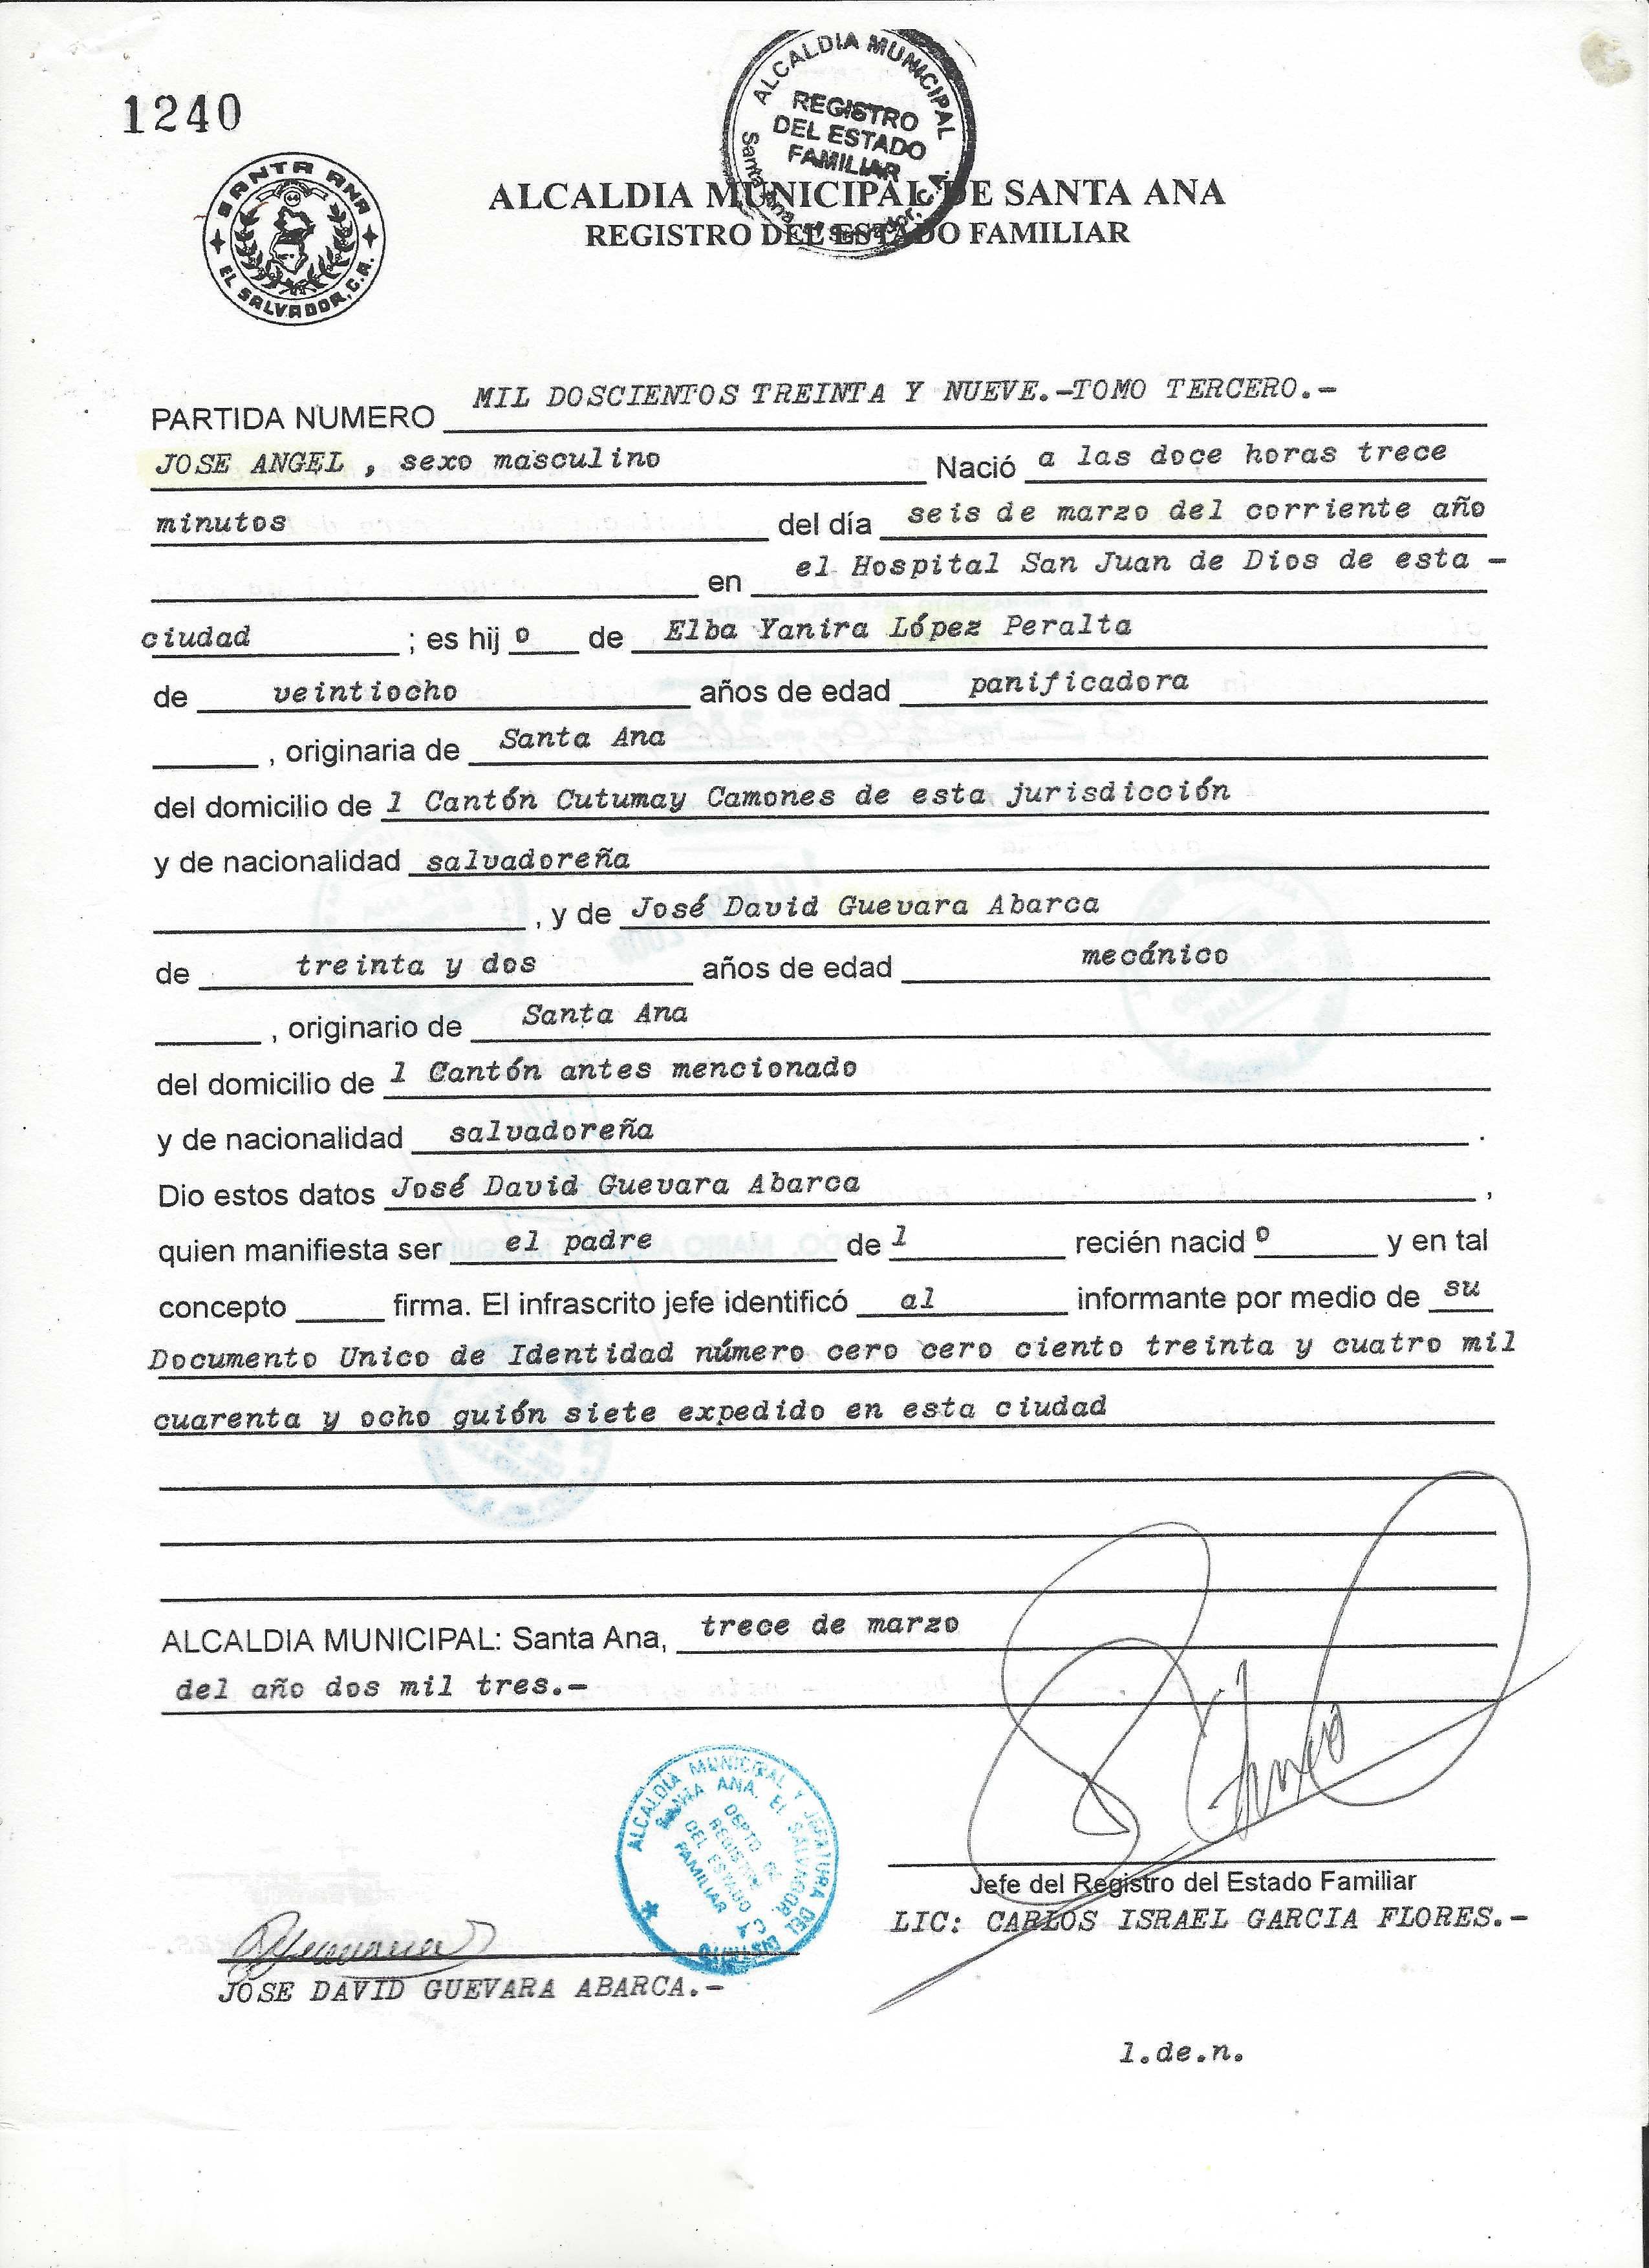 1240
ALCALDIA MUNICIPAL
REGISTRO
DEL ESTADO
FAMILIAR
Santa Ana, El Salvador, C.A.
SANTA ANA
EL SALVADOR, C.A.
ALCALDIA MUNICIPAL DE SANTA ANA
REGISTRO DEL ESTADO FAMILIAR
PARTIDA NUMERO MIL DOSCIENTOS TREINTA Y NUEVE.-TOMO TERCERO.-
JOSE ANGEL , sexo masculino Nació a las doce horas trece
minutos del día seis de marzo del corriente año
en el Hospital San Juan de Dios de esta -
ciudad ; es hij o de Elba Yanira López Peralta
de veintiocho años de edad panificadora
, originaria de Santa Ana
del domicilio de l Cantón Cutumay Camones de esta jurisdicción
y de nacionalidad salvadoreña
, y de José David Guevara Abarca
de treinta y dos años de edad mecánico
, originario de Santa Ana
del domicilio de l Cantón antes mencionado
y de nacionalidad salvadoreña .
Dio estos datos José David Guevara Abarca ,
quien manifiesta ser el padre de l recién nacid o y en tal
concepto firma. El infrascrito jefe identificó al informante por medio de su
Documento Unico de Identidad número cero cero ciento treinta y cuatro mil
cuarenta y ocho guión siete expedido en esta ciudad
ALCALDIA MUNICIPAL: Santa Ana, trece de marzo
del año dos mil tres.-
ALCALDIA MUNICIPAL Y JEFATURA DEL DISTRITO
SANTA ANA, EL SALVADOR, C.A.
DEPTO. DE
REGISTRO
DEL ESTADO
FAMILIAR
Jefe del Registro del Estado Familiar
LIC: CARLOS ISRAEL GARCIA FLORES.-
JOSE DAVID GUEVARA ABARCA.-
l.de.n.